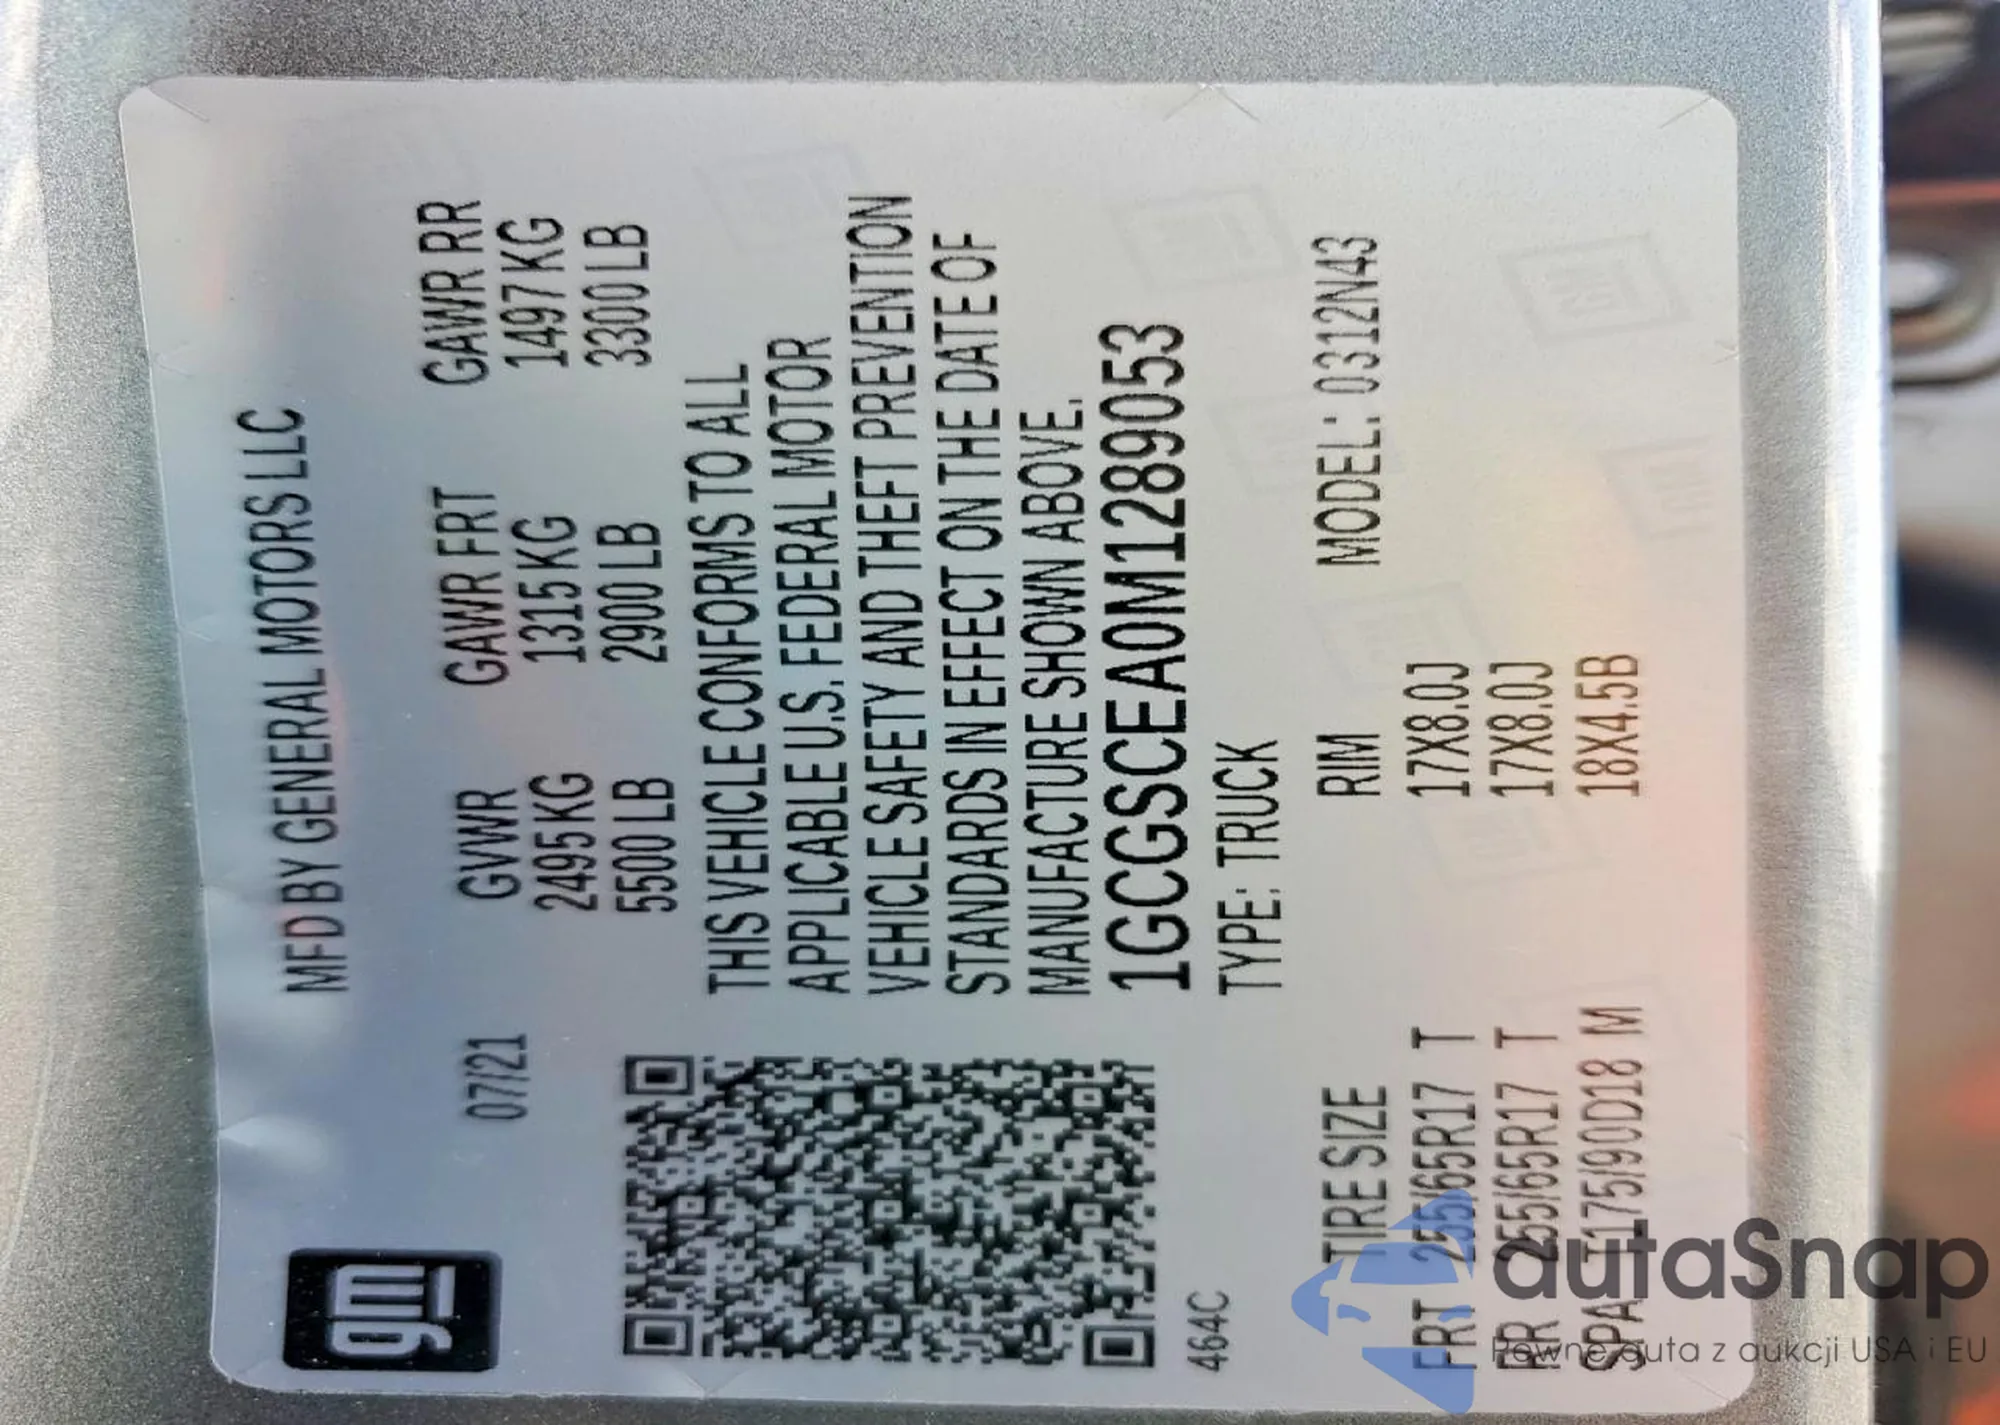 gm
MFD BY GENERAL MOTORS LLC
07/21
GVWR GAWR FRT GAWR RR
2495 KG 1315 KG 1497 KG
5500 LB 2900 LB 3300 LB
THIS VEHICLE CONFORMS TO ALL
APPLICABLE U.S. FEDERAL MOTOR
VEHICLE SAFETY AND THEFT PREVENTION
STANDARDS IN EFFECT ON THE DATE OF
MANUFACTURE SHOWN ABOVE.
1GCGSCEA0M1289053
464C
TYPE: TRUCK
TIRE SIZE RIM MODEL: 0312N43
FRT 255/65R17 T 17X8.0J
RR 255/65R17 T 17X8.0J
SPA T175/90D18 M 18X4.5B
autaSnap
Pewne auta z aukcji USA i EU